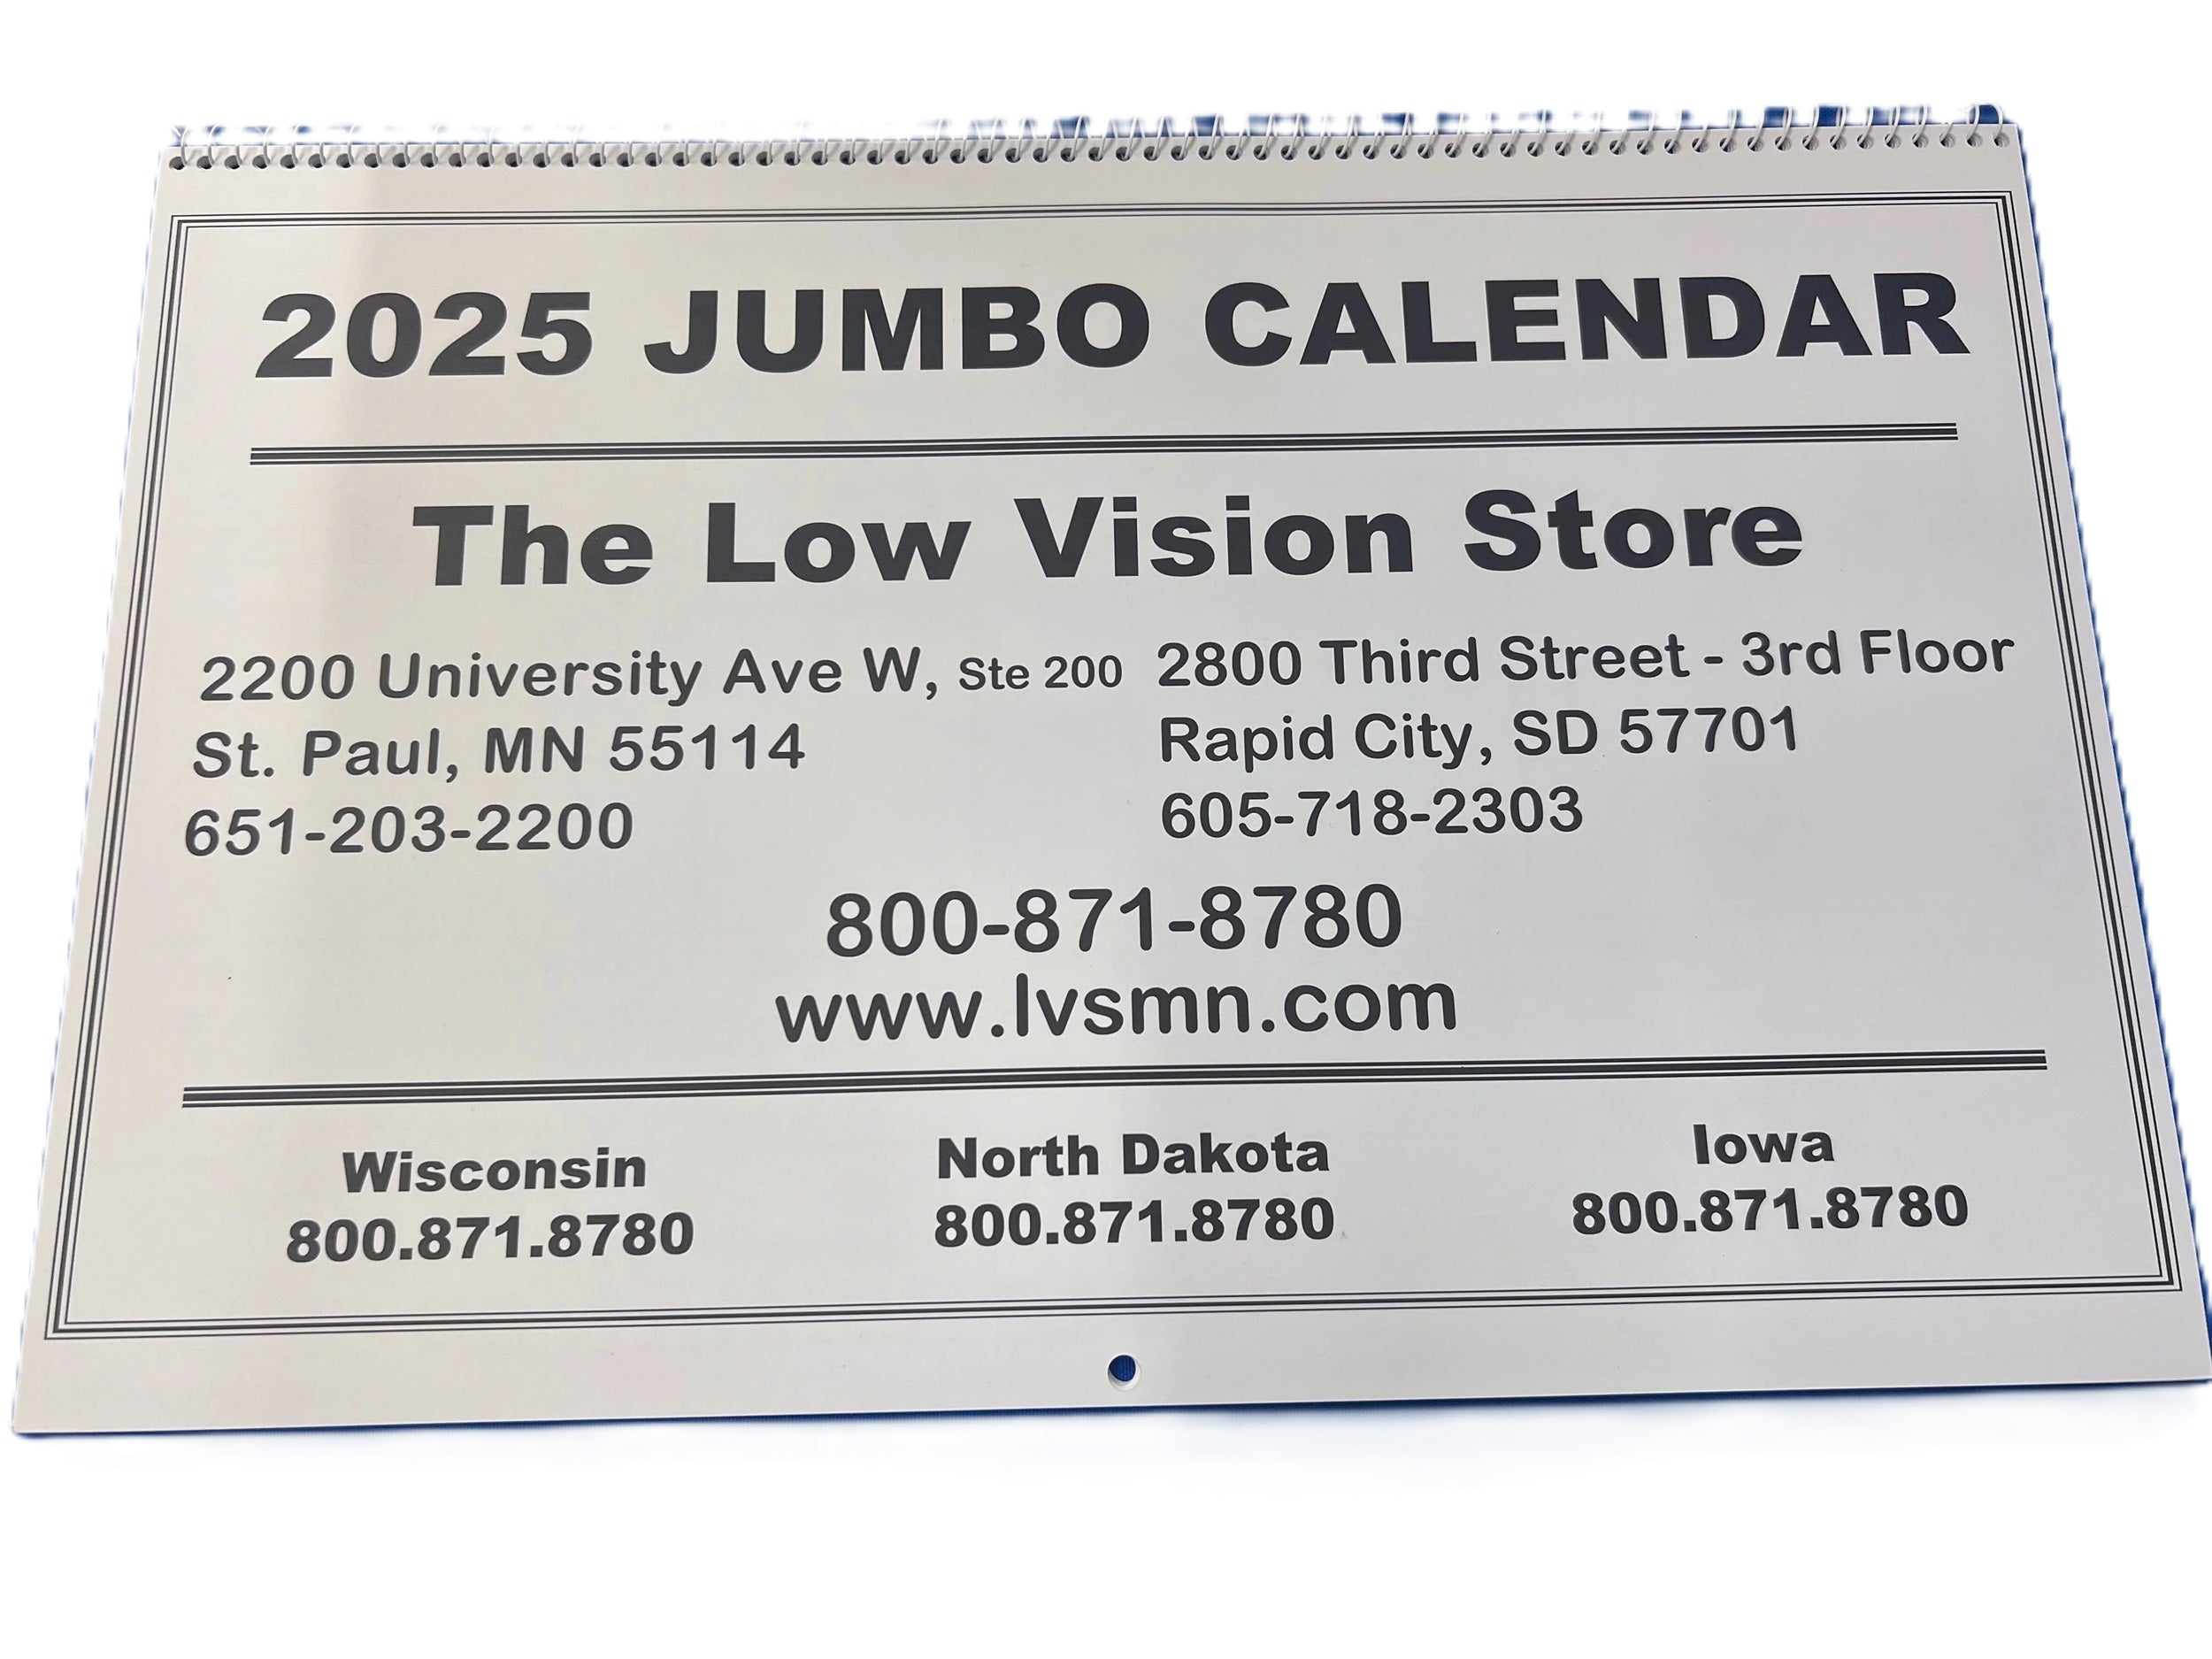 2025 JUMBO CALENDAR
The Low Vision Store
2200 University Ave W, Ste 200
St. Paul, MN 55114
651-203-2200
2800 Third Street - 3rd Floor
Rapid City, SD 57701
605-718-2303
800-871-8780
www.lvsmn.com
Wisconsin
800.871.8780
North Dakota
800.871.8780
Iowa
800.871.8780